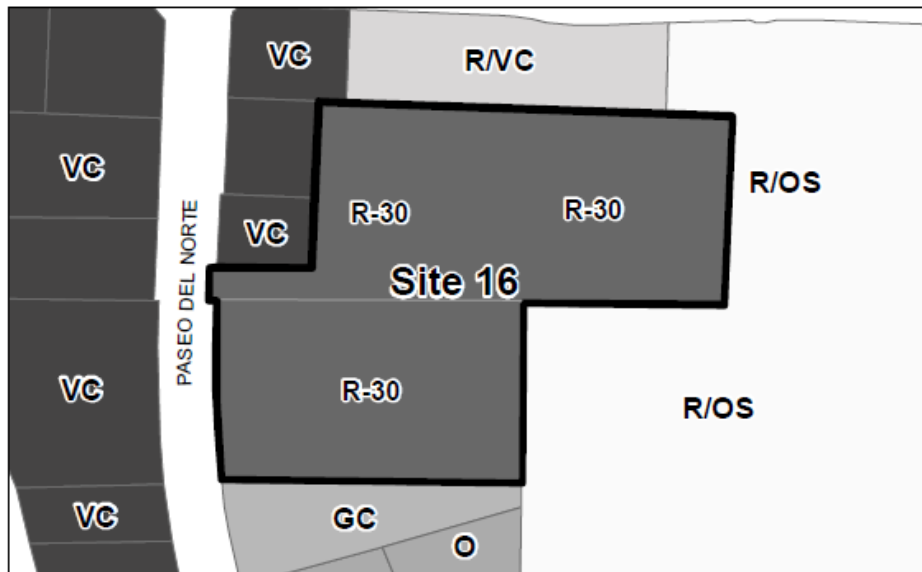 VC
R/VC
VC
R/OS
R-30
R-30
VC
PASEO DEL NORTE
Site 16
VC
R-30
R/OS
VC
GC
O